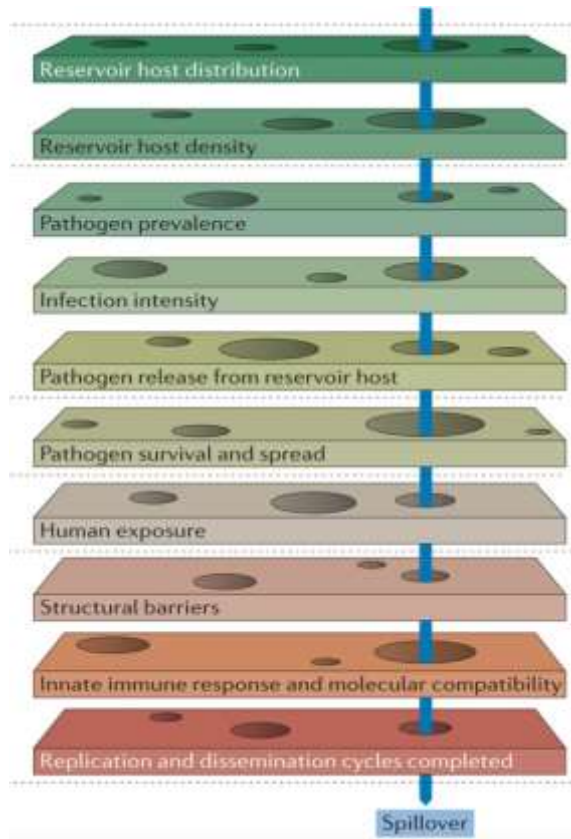 Reservoir host distribution
Reservoir host density
Pathogen prevalence
Infection intensity
Pathogen release from reservoir host
Pathogen survival and spread
Human exposure
Structural barriers
Innate immune response and molecular compatibility
Replication and dissemination cycles completed
Spillover